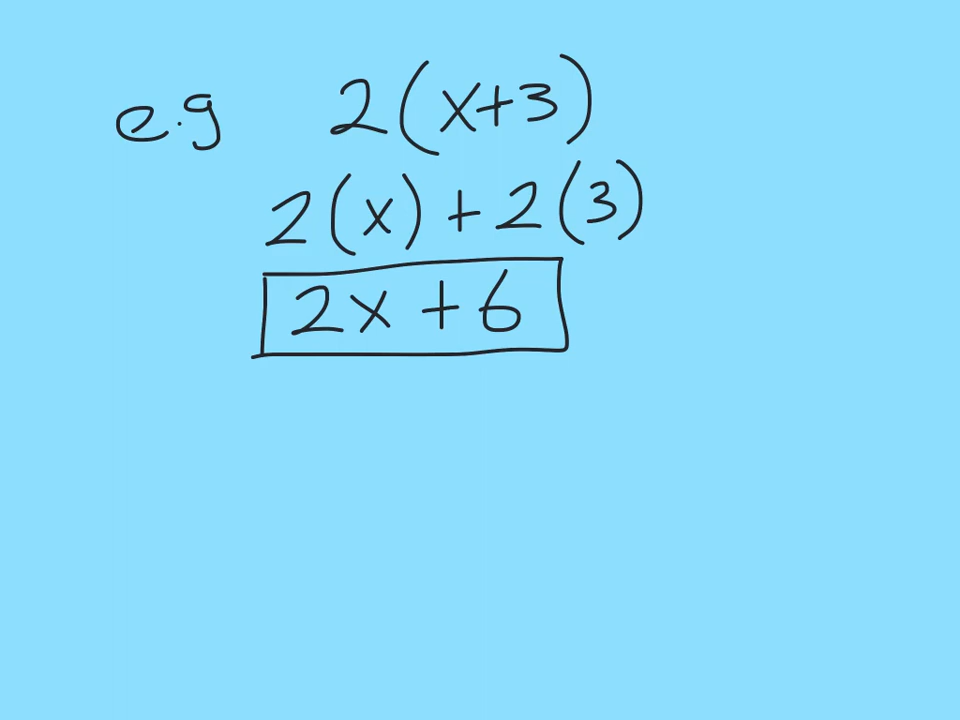 e.g 2(x+3)
2(x) + 2(3)
2x + 6